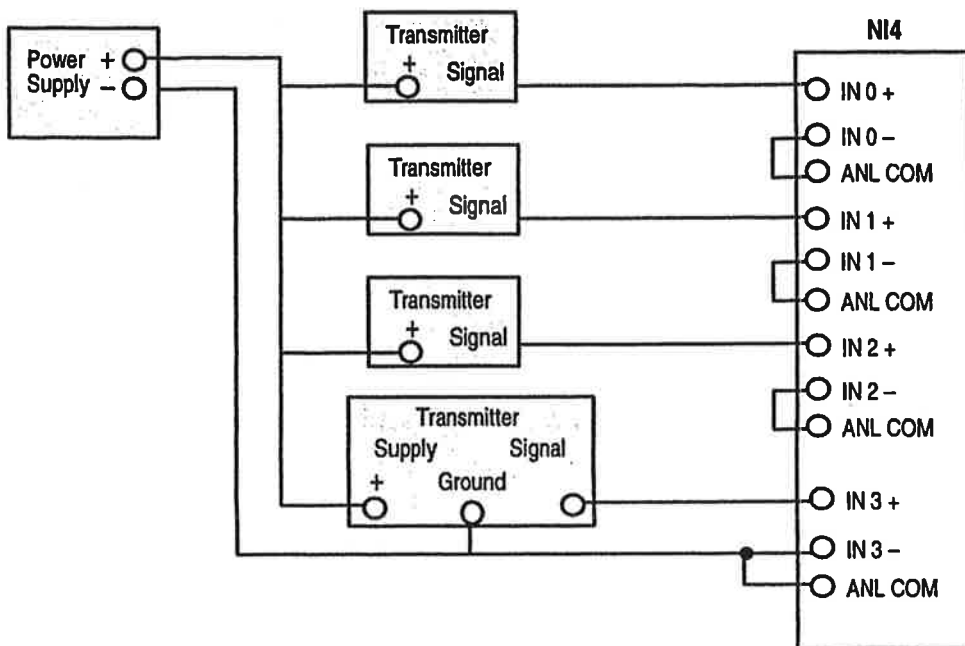 NI4
Power +
Supply −
Transmitter
+ Signal
IN 0 +
IN 0 −
ANL COM
Transmitter
+ Signal
IN 1 +
IN 1 −
ANL COM
Transmitter
+ Signal
IN 2 +
IN 2 −
ANL COM
Transmitter
Supply Signal
+ Ground
IN 3 +
IN 3 −
ANL COM